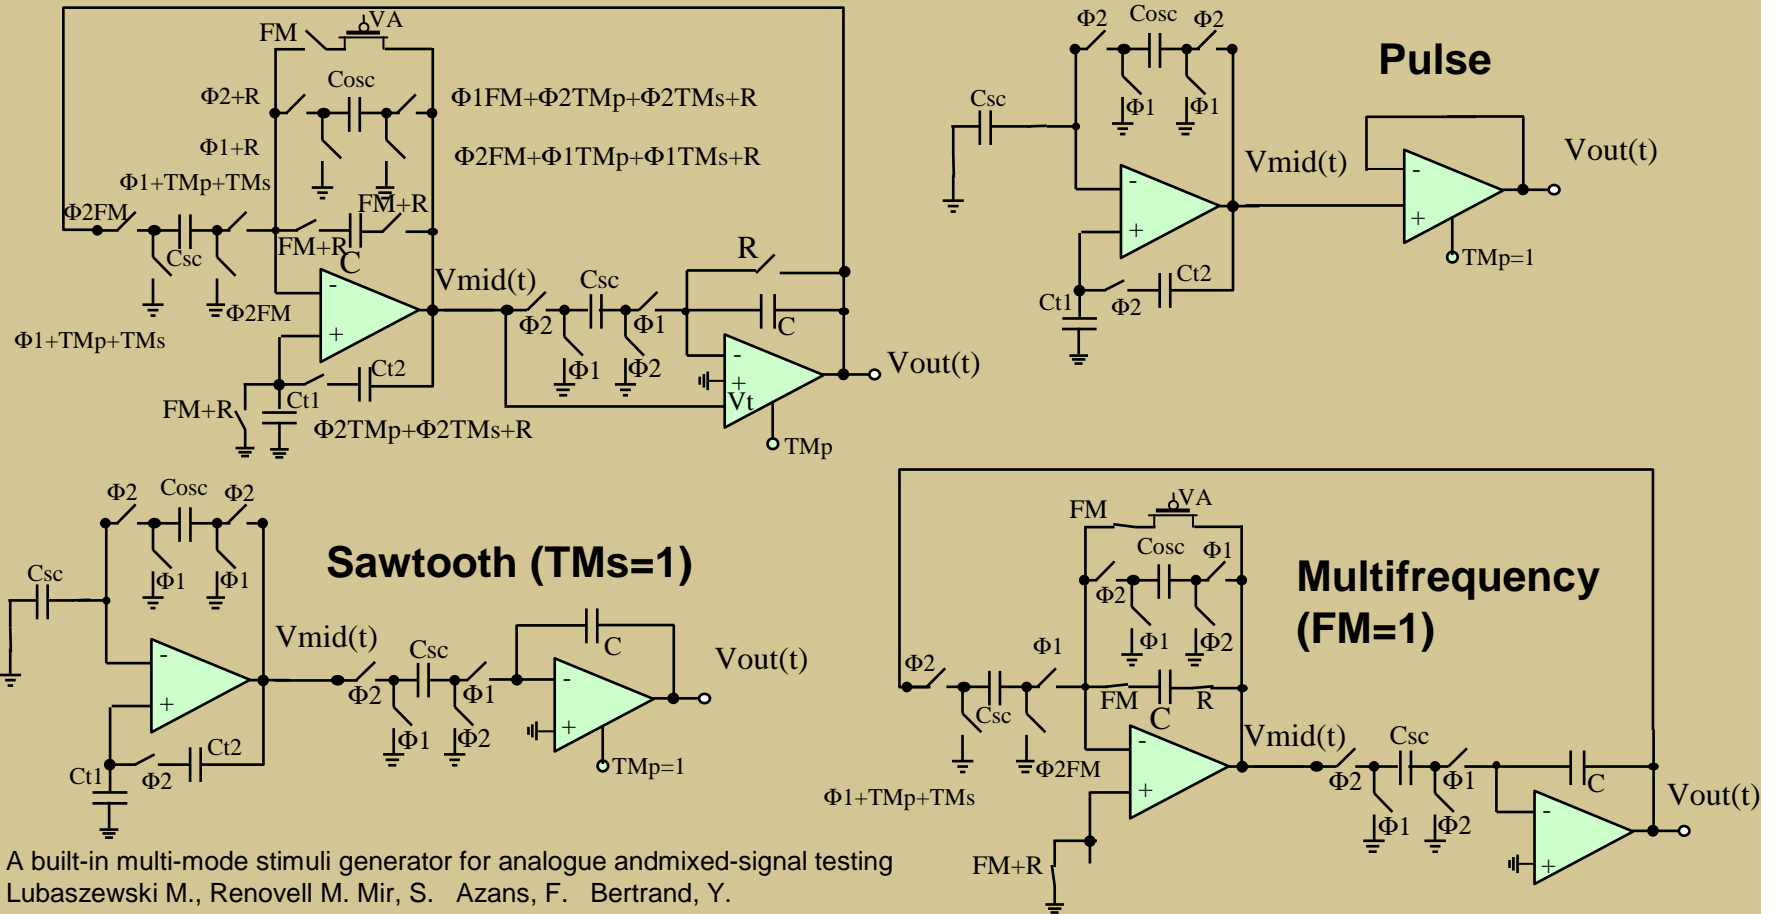 FM
VA
Cosc
Φ2+R
Φ1FM+Φ2TMp+Φ2TMs+R
Φ1+R
Φ2FM+Φ1TMp+Φ1TMs+R
Φ1+TMp+TMs
Φ2FM
FM+R
FM+R
Csc
C
Φ2FM
Φ1+TMp+TMs
-
+
Vmid(t)
R
Csc
Φ2
Φ1
C
Φ1
Φ2
-
+
Vt
Vout(t)
TMp
Ct2
Ct1
FM+R
Φ2TMp+Φ2TMs+R
Φ2
Cosc
Φ2
Pulse
Csc
Φ1
Φ1
-
+
Vmid(t)
-
+
Vout(t)
TMp=1
Ct2
Ct1
Φ2
Φ2
Cosc
Φ2
Sawtooth (TMs=1)
Csc
Φ1
Φ1
-
+
Vmid(t)
Csc
C
Φ2
Φ1
Φ1
Φ2
-
+
Vout(t)
TMp=1
Ct2
Ct1
Φ2
FM
VA
Cosc
Φ1
Multifrequency
(FM=1)
Φ2
Φ1
Φ2
Φ2
Φ1
Csc
FM
C
R
Φ2FM
Φ1+TMp+TMs
-
+
Vmid(t)
Csc
Φ2
Φ1
C
Φ1
Φ2
-
+
Vout(t)
FM+R
A built-in multi-mode stimuli generator for analogue andmixed-signal testing
Lubaszewski M., Renovell M. Mir, S. Azans, F. Bertrand, Y.